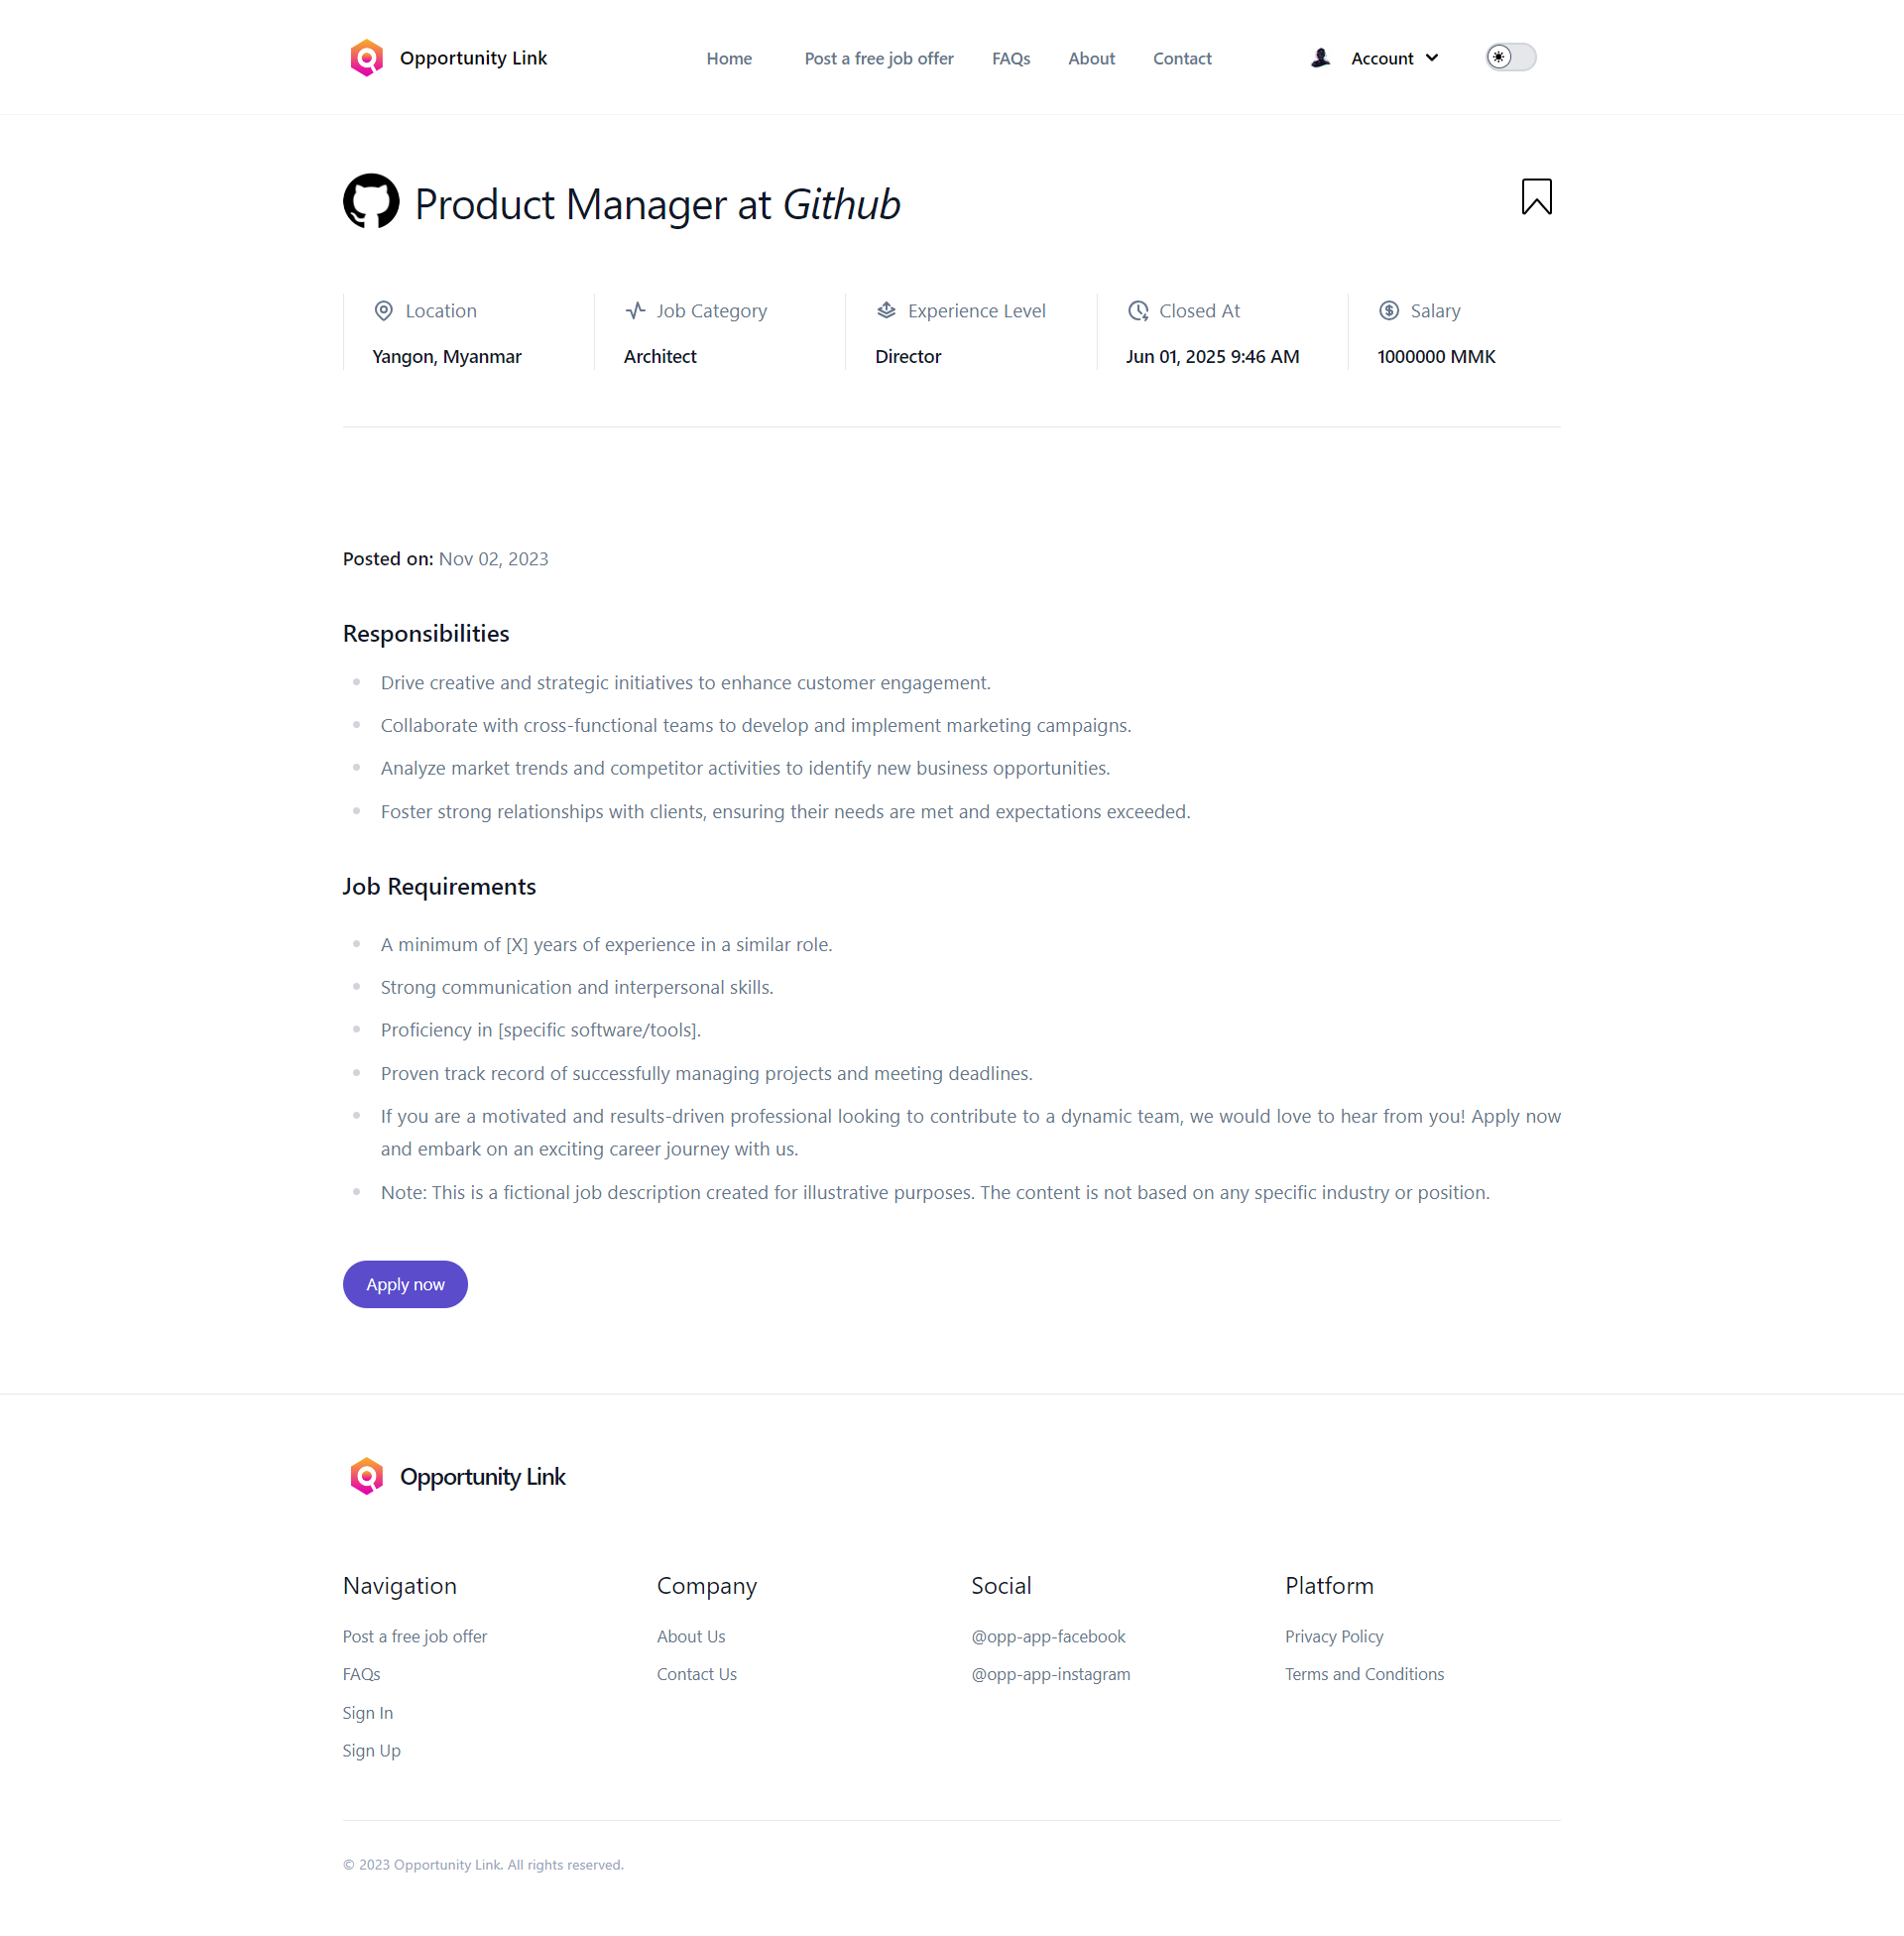 Opportunity Link
Home Post a free job offer FAQs About Contact Account
Product Manager at Github
Location Job Category Experience Level Closed At Salary
Yangon, Myanmar Architect Director Jun 01, 2025 9:46 AM 1000000 MMK
Posted on: Nov 02, 2023
Responsibilities
Drive creative and strategic initiatives to enhance customer engagement.
Collaborate with cross-functional teams to develop and implement marketing campaigns.
Analyze market trends and competitor activities to identify new business opportunities.
Foster strong relationships with clients, ensuring their needs are met and expectations exceeded.
Job Requirements
A minimum of [X] years of experience in a similar role.
Strong communication and interpersonal skills.
Proficiency in [specific software/tools].
Proven track record of successfully managing projects and meeting deadlines.
If you are a motivated and results-driven professional looking to contribute to a dynamic team, we would love to hear from you! Apply now
and embark on an exciting career journey with us.
Note: This is a fictional job description created for illustrative purposes. The content is not based on any specific industry or position.
Apply now
Opportunity Link
Navigation
Post a free job offer
FAQs
Sign In
Sign Up
Company
About Us
Contact Us
Social
@opp-app-facebook
@opp-app-instagram
Platform
Privacy Policy
Terms and Conditions
© 2023 Opportunity Link. All rights reserved.